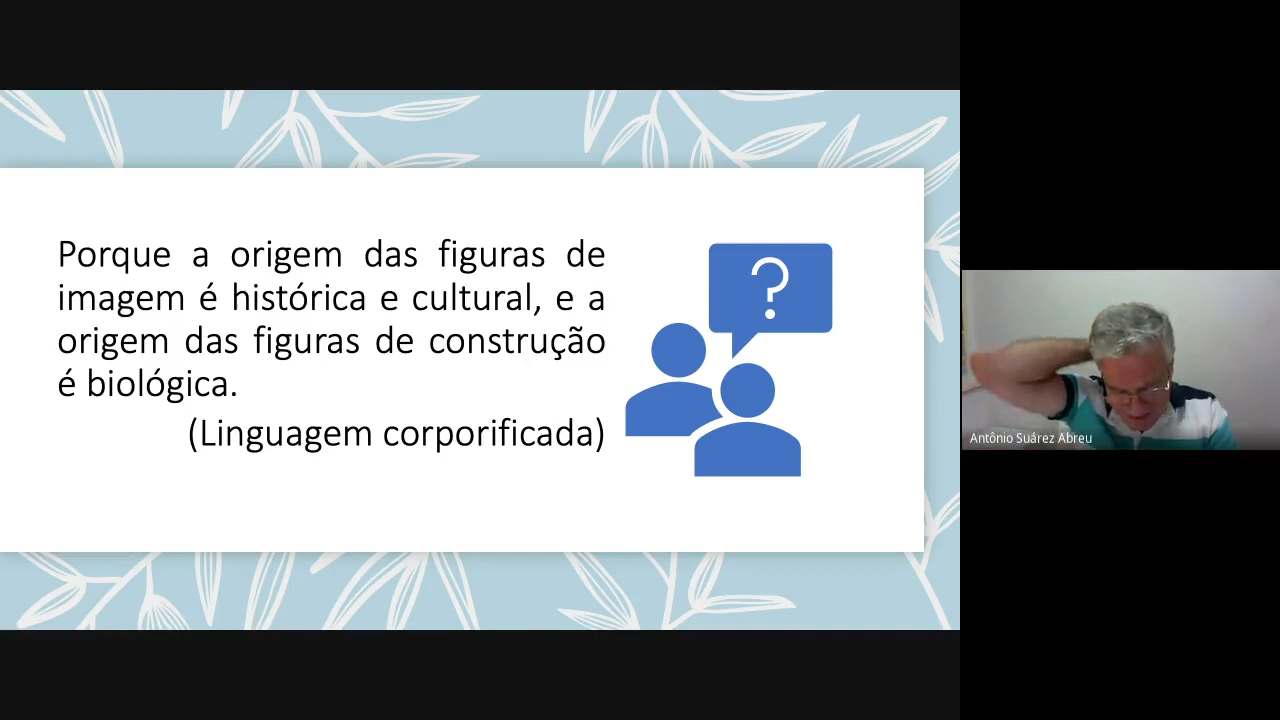 Porque a origem das figuras de
imagem é histórica e cultural, e a
origem das figuras de construção
é biológica.
(Linguagem corporificada)
?
Antônio Suárez Abreu